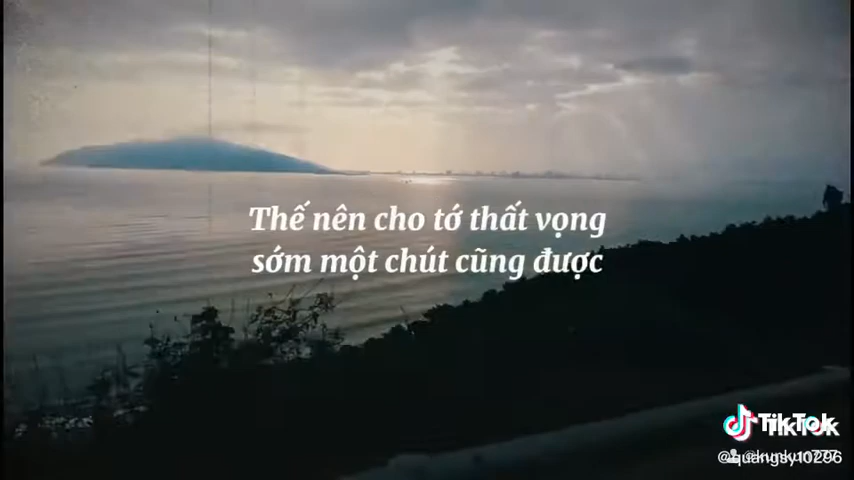 Thế nên cho tớ thất vọng
sớm một chút cũng được
TikTok